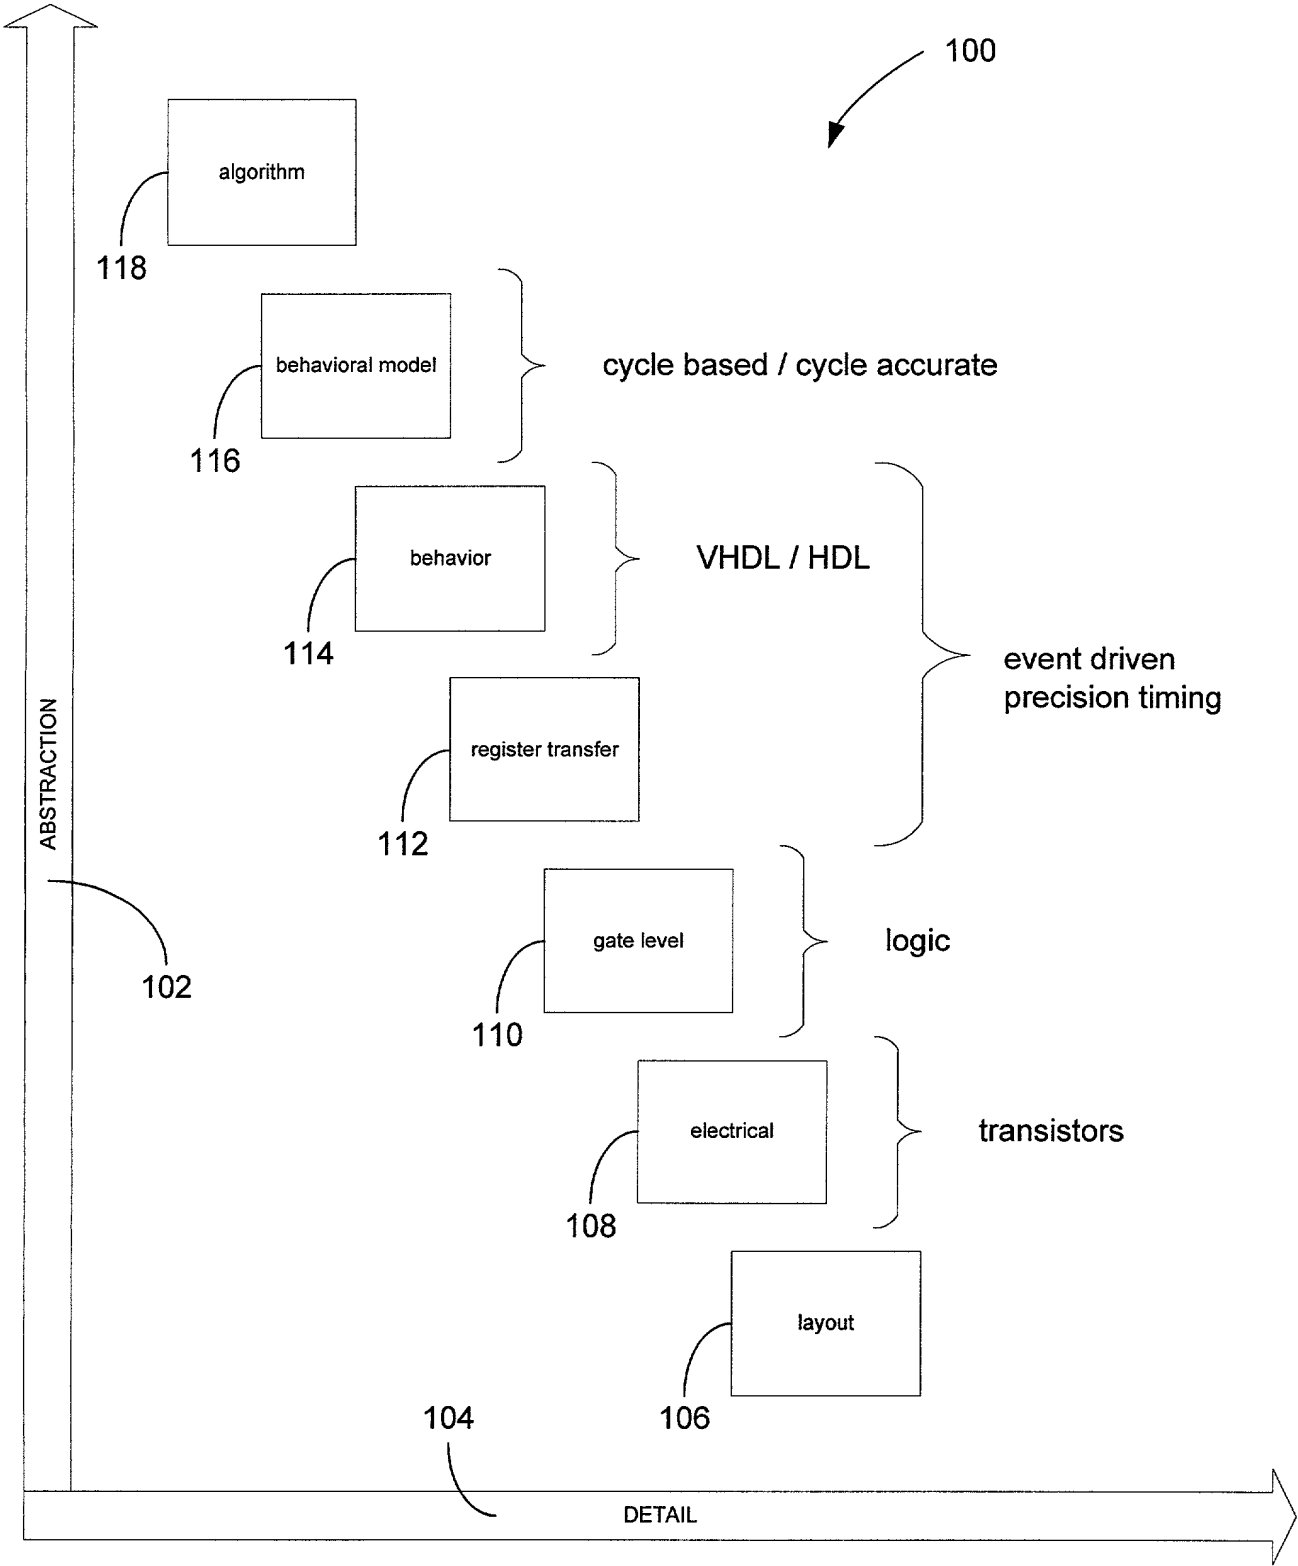 100
algorithm
118
behavioral model
cycle based / cycle accurate
116
behavior
VHDL / HDL
114
event driven
precision timing
register transfer
112
ABSTRACTION
gate level
logic
102
110
electrical
transistors
108
layout
104
106
DETAIL